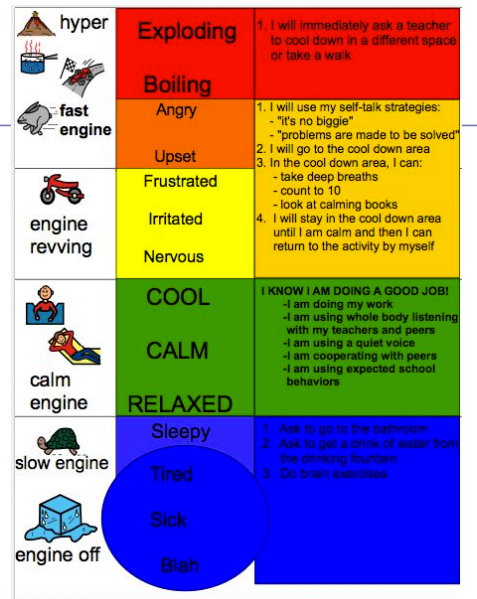 hyper
Exploding
Boiling
1. I will immediately ask a teacher
to cool down in a different space
or take a walk
fast
engine
Angry
Upset
1. I will use my self-talk strategies:
- "it's no biggie"
- "problems are made to be solved"
2. I will go to the cool down area
3. In the cool down area, I can:
- take deep breaths
- count to 10
- look at calming books
4. I will stay in the cool down area
until I am calm and then I can
return to the activity by myself
engine
revving
Frustrated
Irritated
Nervous
calm
engine
COOL
CALM
RELAXED
I KNOW I AM DOING A GOOD JOB!
-I am doing my work
-I am using whole body listening
with my teachers and peers
-I am using a quiet voice
-I am cooperating with peers
-I am using expected school
behaviors
slow engine
engine off
Sleepy
Tired
Sick
Blah
1. Ask to go to the bathroom
2. Ask to get a drink of water from
the drinking fountain
3. Do brain exercises